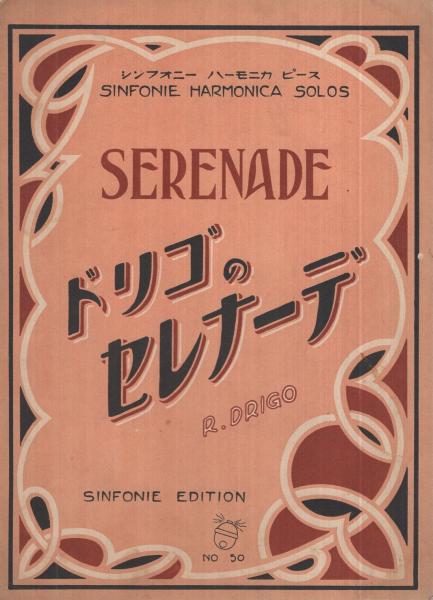 シンフォニー ハーモニカ ピース
SINFONIE HARMONICA SOLOS
SERENADE
ドリゴの
セレナーデ
R. DRIGO
SINFONIE EDITION
NO 50